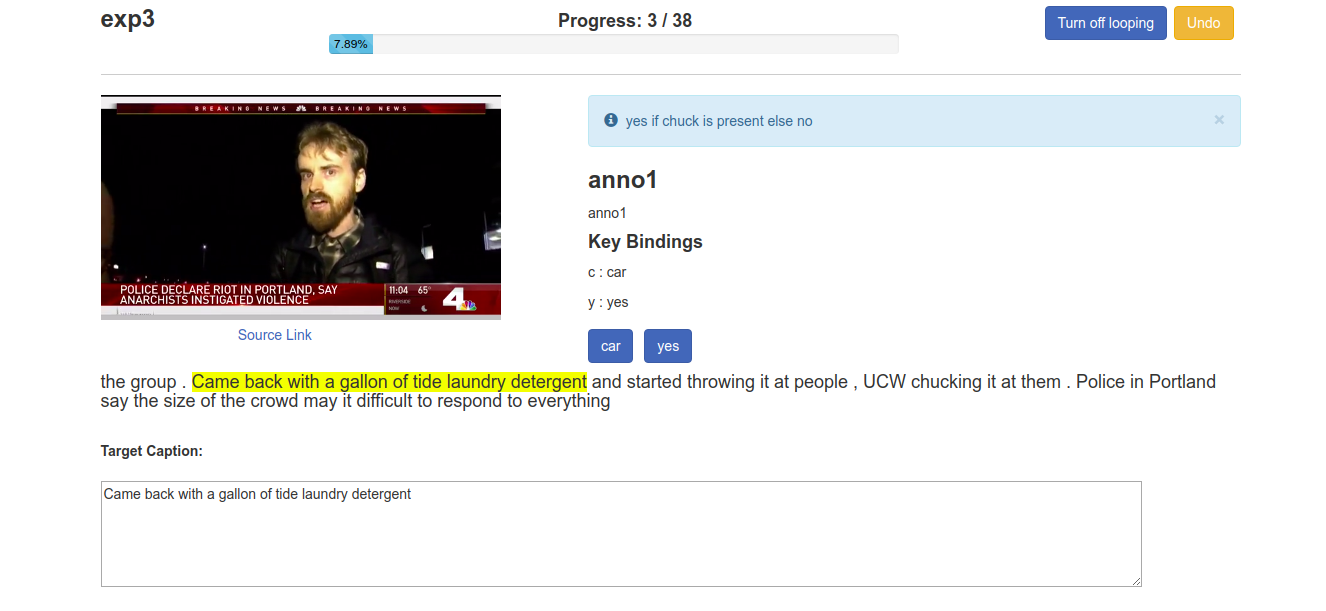 exp3
Progress: 3 / 38
Turn off looping
Undo
7.89%
BREAKING NEWS BREAKING NEWS
POLICE DECLARE RIOT IN PORTLAND, SAY
ANARCHISTS INSTIGATED VIOLENCE
11:04 65°
RIVERSIDE
NOW
4
Source Link
yes if chuck is present else no
×
anno1
anno1
Key Bindings
c : car
y : yes
car
yes
the group . Came back with a gallon of tide laundry detergent and started throwing it at people , UCW chucking it at them . Police in Portland
say the size of the crowd may it difficult to respond to everything
Target Caption:
Came back with a gallon of tide laundry detergent